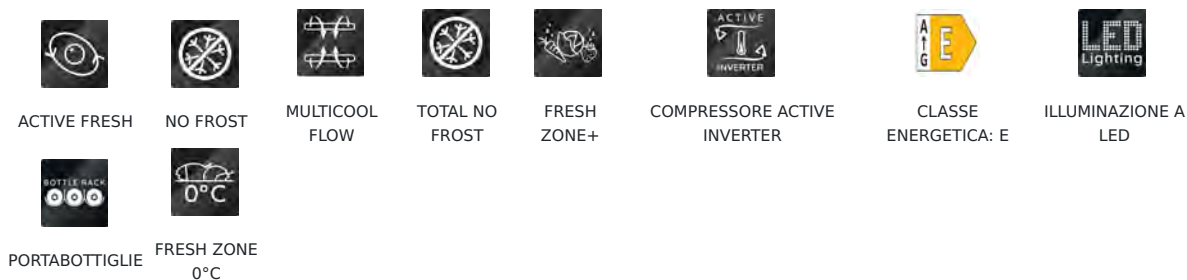 ACTIVE
INVERTER
A
G
E
LED
Lighting
ACTIVE FRESH
NO FROST
MULTICOOL
FLOW
TOTAL NO
FROST
FRESH
ZONE+
COMPRESSORE ACTIVE
INVERTER
CLASSE
ENERGETICA: E
ILLUMINAZIONE A
LED
BOTTLE RACK
0°C
PORTABOTTIGLIE
FRESH ZONE
0°C